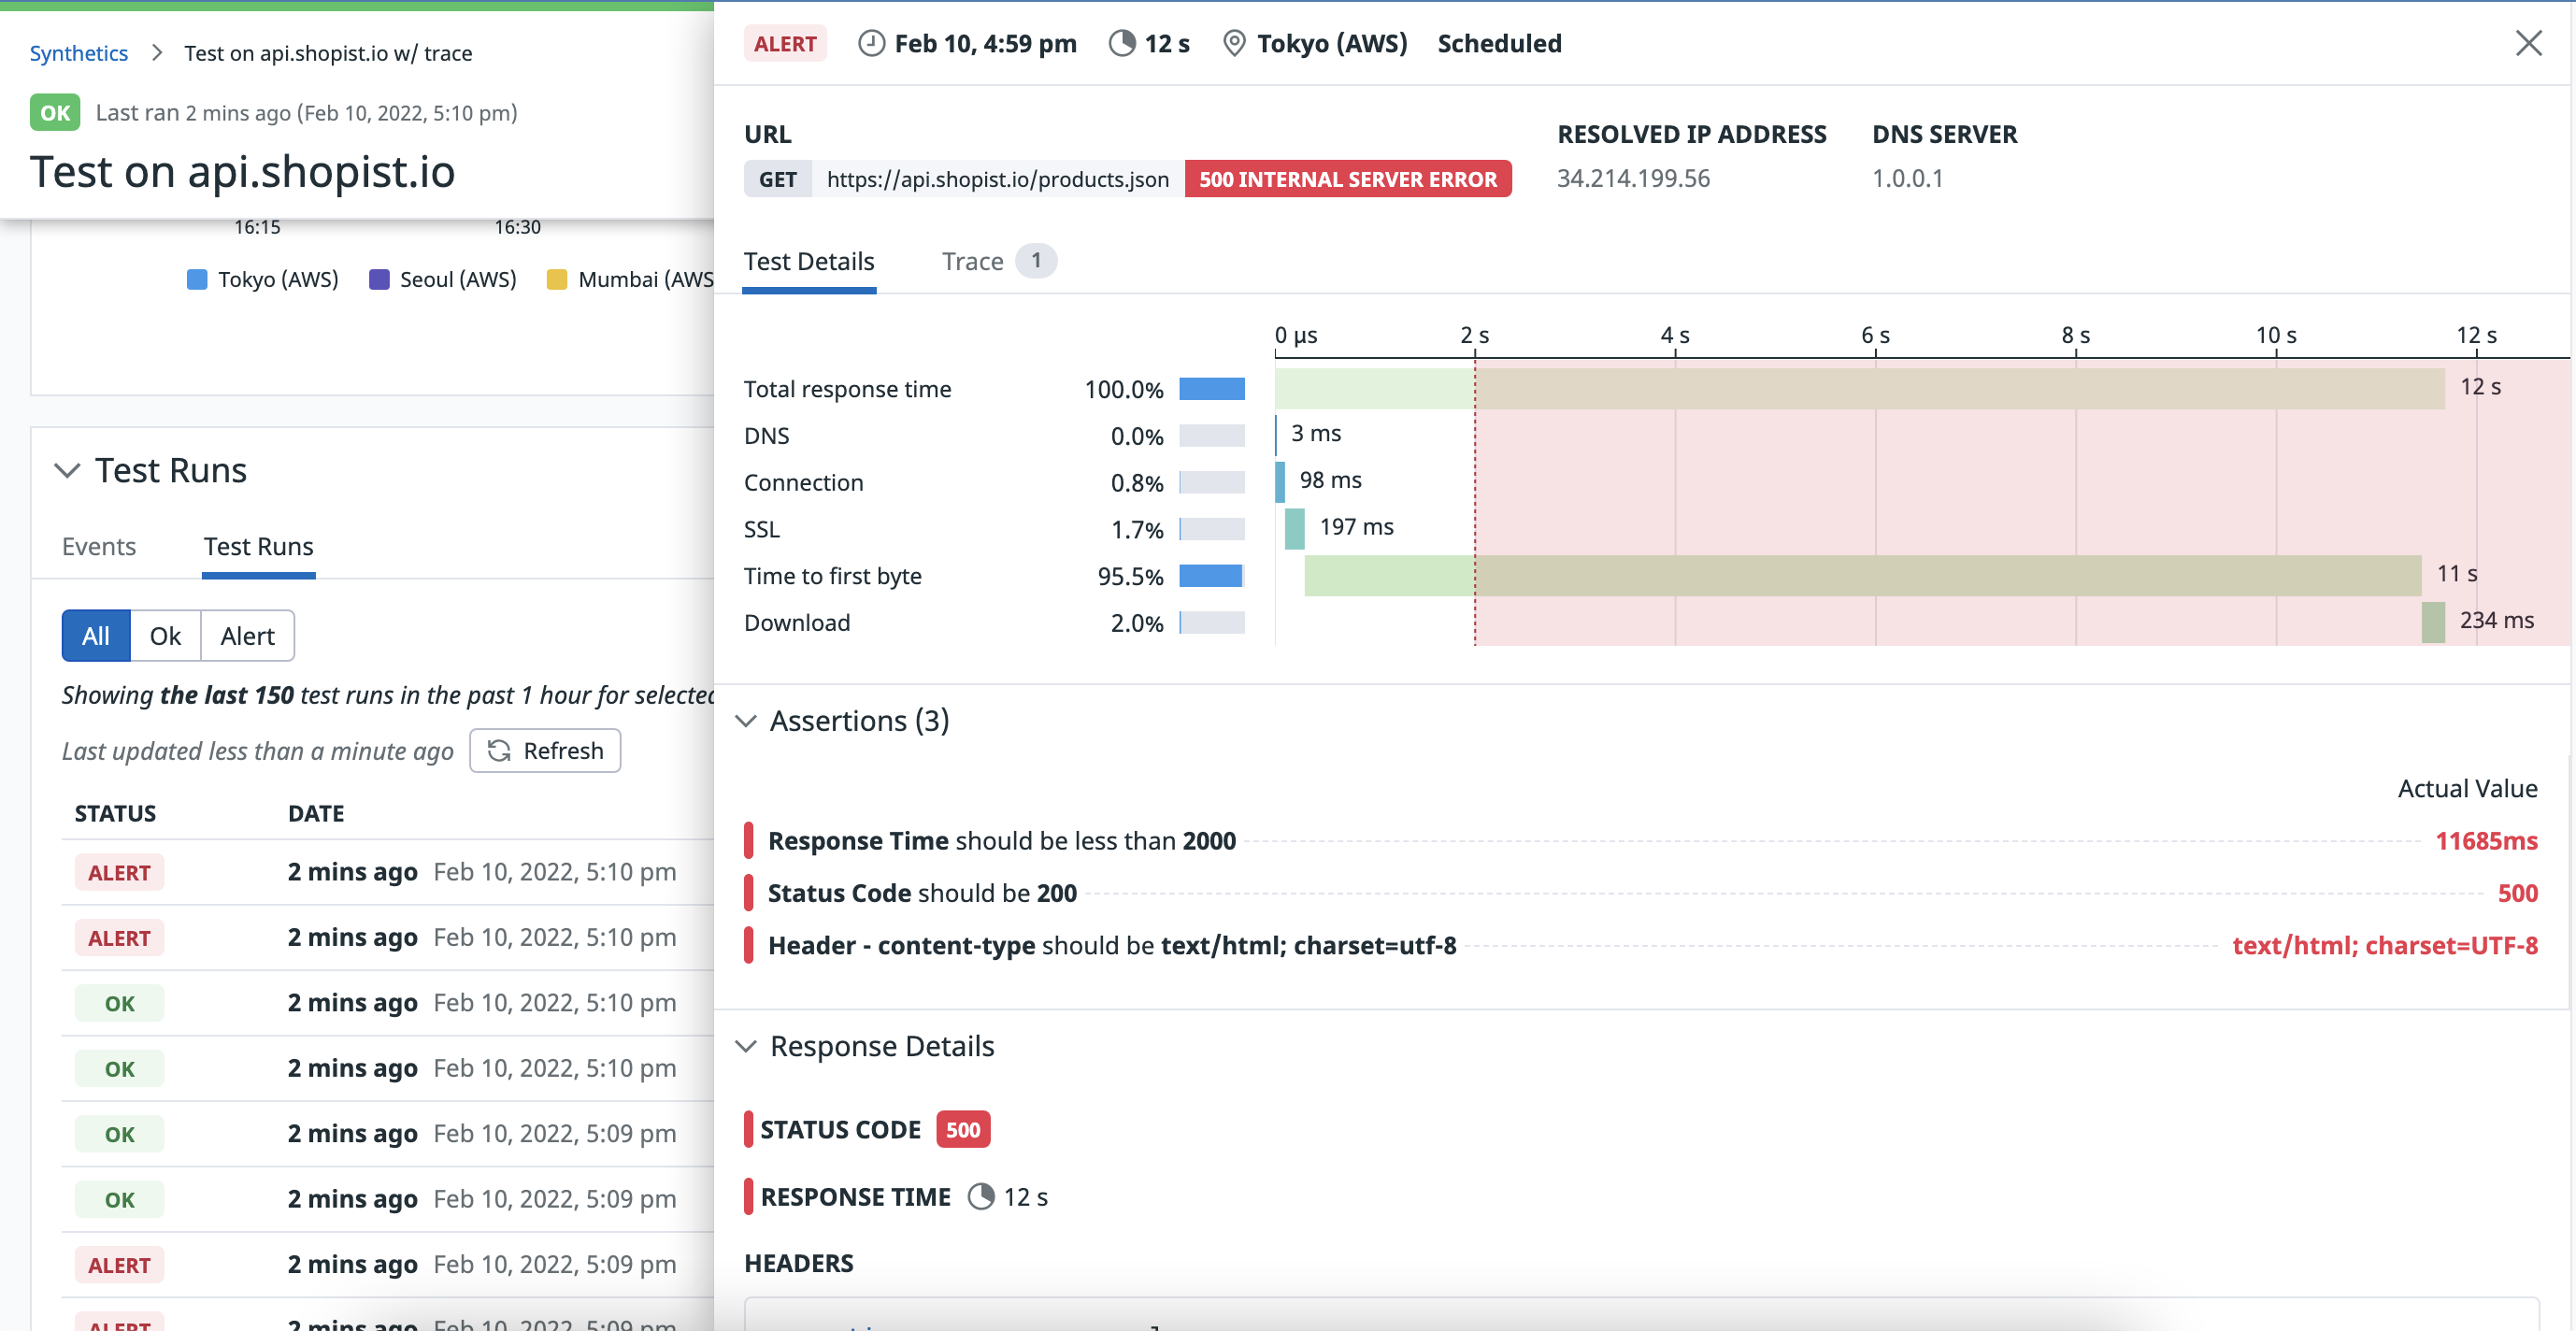 Synthetics > Test on api.shopist.io w/ trace
OK Last ran 2 mins ago (Feb 10, 2022, 5:10 pm)
Test on api.shopist.io
16:15 16:30
Tokyo (AWS) Seoul (AWS) Mumbai (AWS
Test Runs
Events Test Runs
All Ok Alert
Showing the last 150 test runs in the past 1 hour for selected
Last updated less than a minute ago Refresh
STATUS DATE
ALERT 2 mins ago Feb 10, 2022, 5:10 pm
ALERT 2 mins ago Feb 10, 2022, 5:10 pm
OK 2 mins ago Feb 10, 2022, 5:10 pm
OK 2 mins ago Feb 10, 2022, 5:10 pm
OK 2 mins ago Feb 10, 2022, 5:09 pm
OK 2 mins ago Feb 10, 2022, 5:09 pm
ALERT 2 mins ago Feb 10, 2022, 5:09 pm
ALERT 2 mins ago Feb 10, 2022, 5:09 pm
ALERT Feb 10, 4:59 pm 12 s Tokyo (AWS) Scheduled
URL RESOLVED IP ADDRESS DNS SERVER
GET https://api.shopist.io/products.json 500 INTERNAL SERVER ERROR 34.214.199.56 1.0.0.1
Test Details Trace 1
0 µs 2 s 4 s 6 s 8 s 10 s 12 s
Total response time 100.0% 12 s
DNS 0.0% 3 ms
Connection 0.8% 98 ms
SSL 1.7% 197 ms
Time to first byte 95.5% 11 s
Download 2.0% 234 ms
Assertions (3)
Actual Value
Response Time should be less than 2000 11685ms
Status Code should be 200 500
Header - content-type should be text/html; charset=utf-8 text/html; charset=UTF-8
Response Details
STATUS CODE 500
RESPONSE TIME 12 s
HEADERS